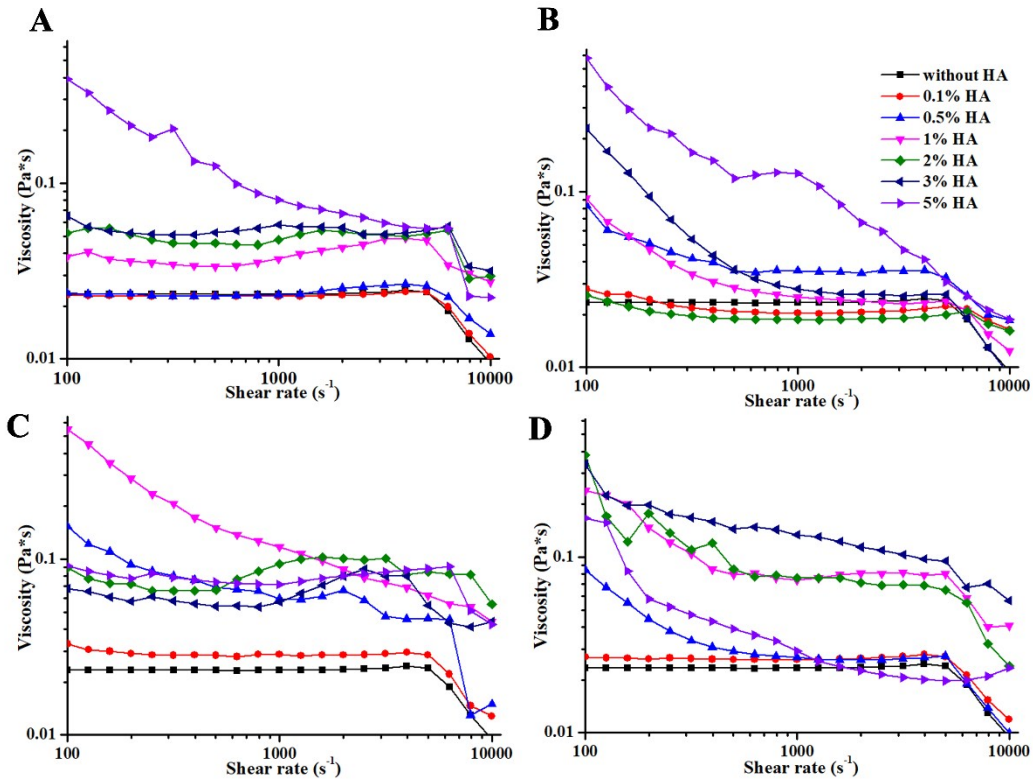 A
Viscosity (Pa*s)
0.1
0.01
100
1000
10000
Shear rate (s⁻¹)
B
Viscosity (Pa*s)
0.1
0.01
100
1000
10000
Shear rate (s⁻¹)
without HA
0.1% HA
0.5% HA
1% HA
2% HA
3% HA
5% HA
C
Viscosity (Pa*s)
0.1
0.01
100
1000
10000
Shear rate (s⁻¹)
D
Viscosity (Pa*s)
0.1
0.01
100
1000
10000
Shear rate (s⁻¹)